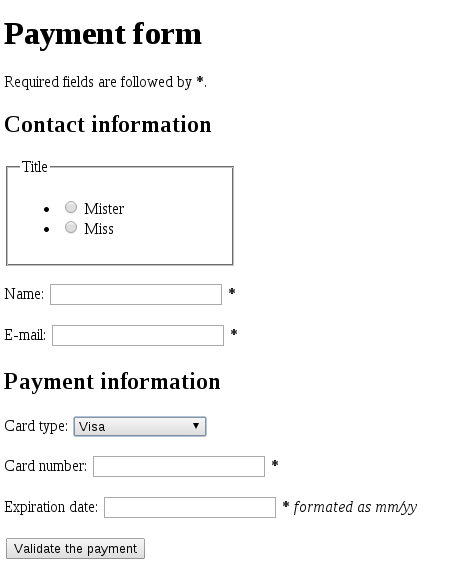 Payment form
Required fields are followed by *.
Contact information
Title
Mister
Miss
Name: *
E-mail: *
Payment information
Card type: Visa
Card number: *
Expiration date: * formated as mm/yy
Validate the payment